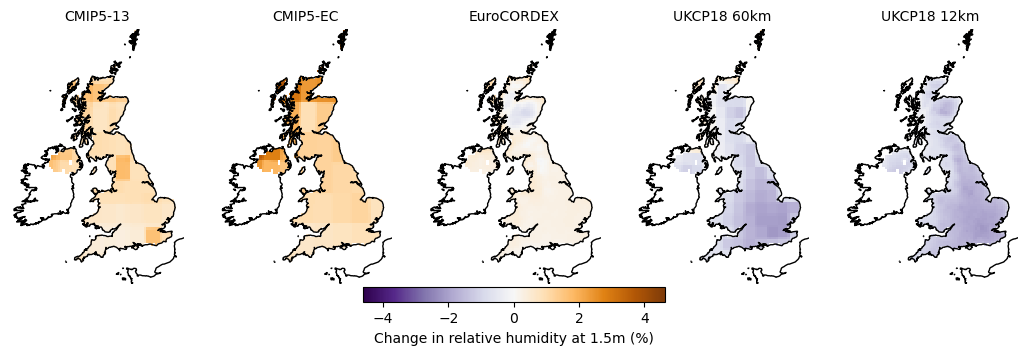 CMIP5-13 CMIP5-EC EuroCORDEX UKCP18 60km UKCP18 12km
−4 −2 0 2 4
Change in relative humidity at 1.5m (%)